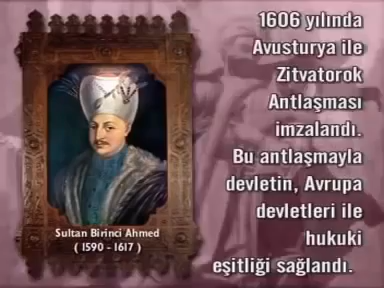 1606 yılında
Avusturya ile
Zitvatorok
Antlaşması
imzalandı.
Bu antlaşmayla
devletin, Avrupa
devletleri ile
hukuki
eşitliği sağlandı.
Sultan Birinci Ahmed
( 1590 - 1617 )